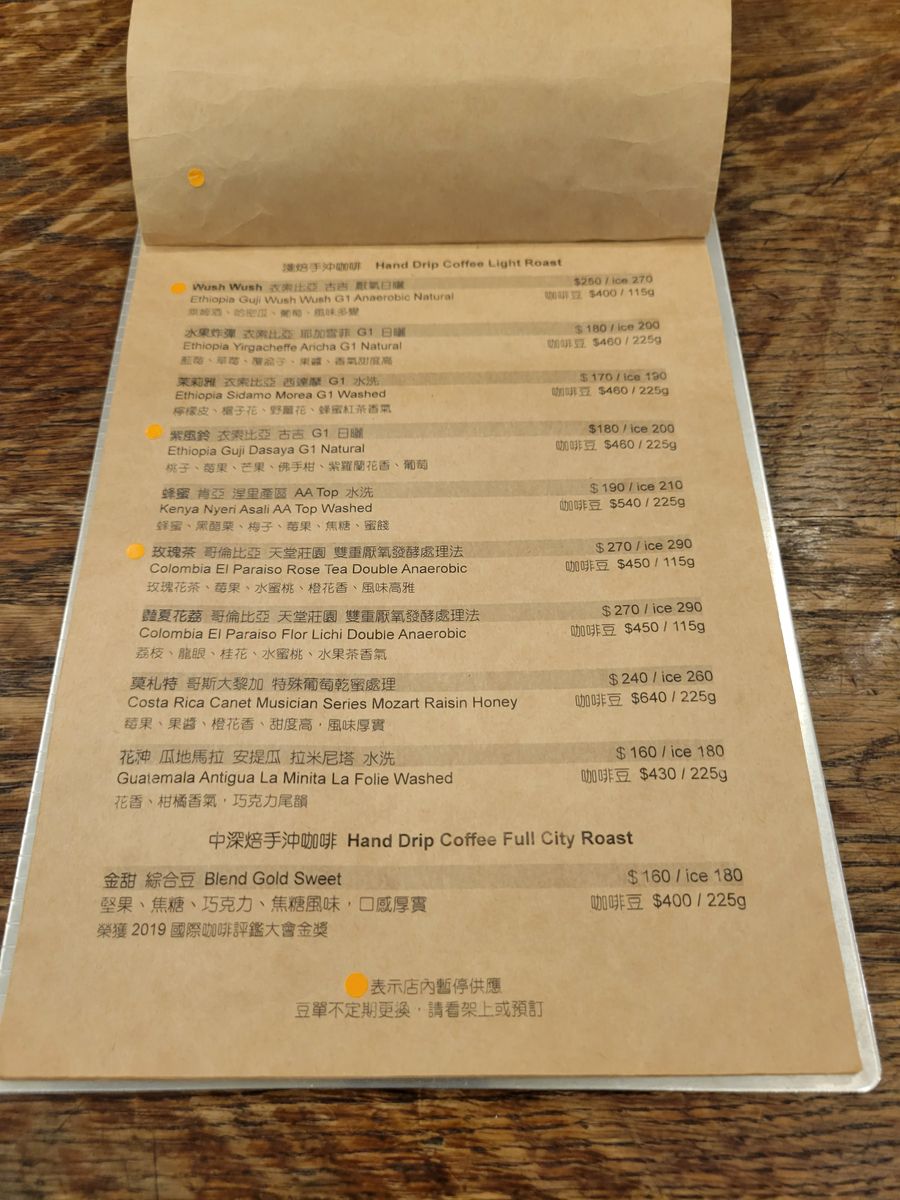 淺焙手沖咖啡 Hand Drip Coffee Light Roast
Wush Wush 衣索比亞 古吉 厭氧日曬 $250 / ice 270
Ethiopia Guji Wush Wush G1 Anaerobic Natural 咖啡豆 $400 / 115g
哈密瓜、葡萄、風味多變
水果炸彈 衣索比亞 耶加雪菲 G1 日曬 $180 / ice 200
Ethiopia Yirgacheffe Aricha G1 Natural 咖啡豆 $460 / 225g
藍莓、草莓、覆盆子、果醬、香氣甜度高
茉莉雅 衣索比亞 西達摩 G1 水洗 $170 / ice 190
Ethiopia Sidamo Morea G1 Washed 咖啡豆 $460 / 225g
檸檬皮、梔子花、野薑花、蜂蜜紅茶香氣
紫風鈴 衣索比亞 古吉 G1 日曬 $180 / ice 200
Ethiopia Guji Dasaya G1 Natural 咖啡豆 $460 / 225g
桃子、莓果、芒果、佛手柑、紫羅蘭花香、葡萄
蜂蜜 肯亞 涅里產區 AA Top 水洗 $190 / ice 210
Kenya Nyeri Asali AA Top Washed 咖啡豆 $540 / 225g
蜂蜜、黑醋栗、梅子、莓果、焦糖、蜜餞
玫瑰茶 哥倫比亞 天堂莊園 雙重厭氧發酵處理法 $270 / ice 290
Colombia El Paraiso Rose Tea Double Anaerobic 咖啡豆 $450 / 115g
玫瑰花茶、莓果、水蜜桃、橙花香、風味高雅
豔夏花荔 哥倫比亞 天堂莊園 雙重厭氧發酵處理法 $270 / ice 290
Colombia El Paraiso Flor Lichi Double Anaerobic 咖啡豆 $450 / 115g
荔枝、龍眼、桂花、水蜜桃、水果茶香氣
莫札特 哥斯大黎加 特殊葡萄乾蜜處理 $240 / ice 260
Costa Rica Canet Musician Series Mozart Raisin Honey 咖啡豆 $640 / 225g
莓果、果醬、橙花香、甜度高，風味厚實
花神 瓜地馬拉 安提瓜 拉米尼塔 水洗 $160 / ice 180
Guatemala Antigua La Minita La Folie Washed 咖啡豆 $430 / 225g
花香、柑橘香氣，巧克力尾韻
中深焙手沖咖啡 Hand Drip Coffee Full City Roast
金甜 綜合豆 Blend Gold Sweet $160 / ice 180
堅果、焦糖、巧克力、焦糖風味，口感厚實 咖啡豆 $400 / 225g
榮獲 2019 國際咖啡評鑑大會金獎
表示店內暫停供應
豆單不定期更換，請看架上或預訂